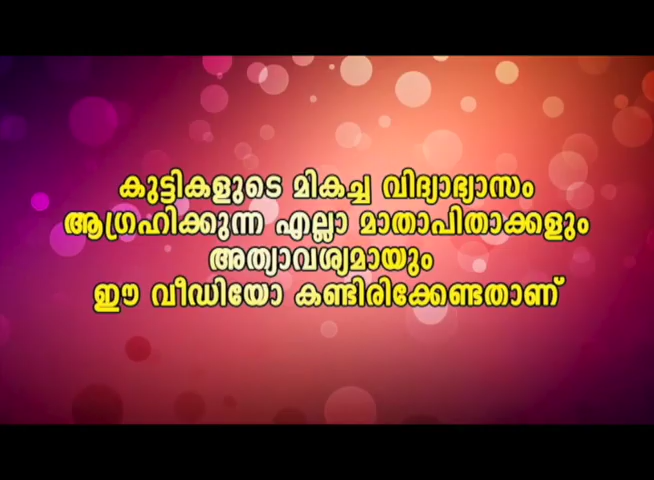 കുട്ടികളുടെ മികച്ച വിദ്യാഭ്യാസം
ആഗ്രഹിക്കുന്ന എല്ലാ മാതാപിതാക്കളും
അത്യാവശ്യമായും
ഈ വീഡിയോ കണ്ടിരിക്കേണ്ടതാണ്